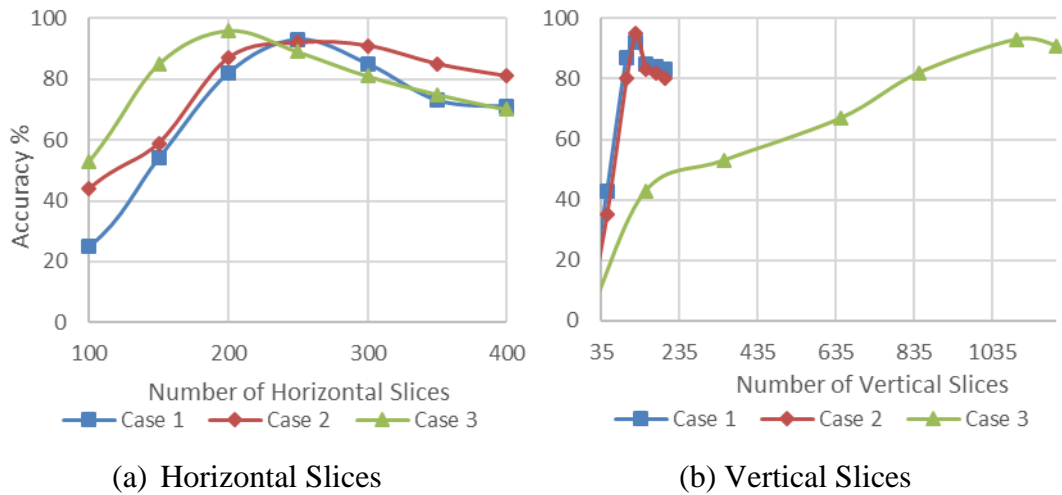 100
80
60
40
20
0
Accuracy %
100 200 300 400
Number of Horizontal Slices
Case 1 Case 2 Case 3
(a) Horizontal Slices
100
80
60
40
20
0
35 235 435 635 835 1035
Number of Vertical Slices
Case 1 Case 2 Case 3
(b) Vertical Slices